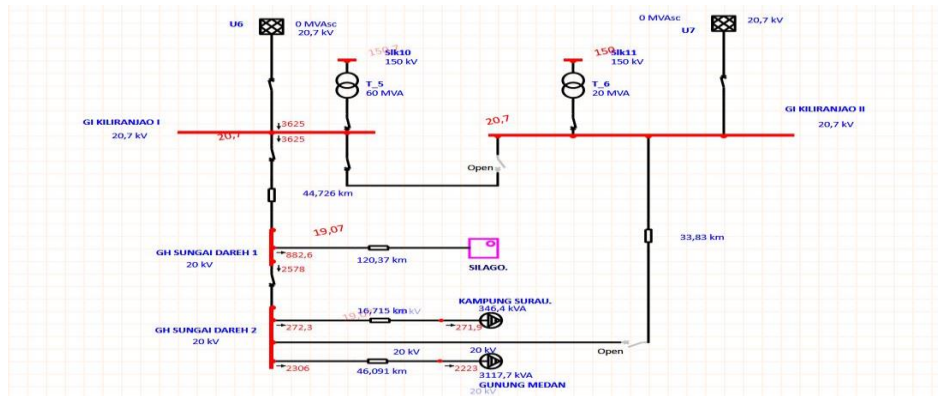 U6
0 MVAsc
20,7 kV
0 MVAsc
20,7 kV
U7
150,7
Slk10
150 kV
T_5
60 MVA
150
Slk11
150 kV
T_6
20 MVA
GI KILIRANJAO I
20,7 kV
20,7
3625
3625
20,7
GI KILIRANJAO II
20,7 kV
Open
44,726 km
19,07
GH SUNGAI DAREH 1
20 kV
882,6
2578
120,37 km
SILAGO.
33,83 km
KAMPUNG SURAU.
346,4 kVA
16,715 km
GH SUNGAI DAREH 2
20 kV
272,3
271,9
Open
20 kV
20 kV
2306
46,091 km
2223
3117,7 kVA
GUNUNG MEDAN
20 kV